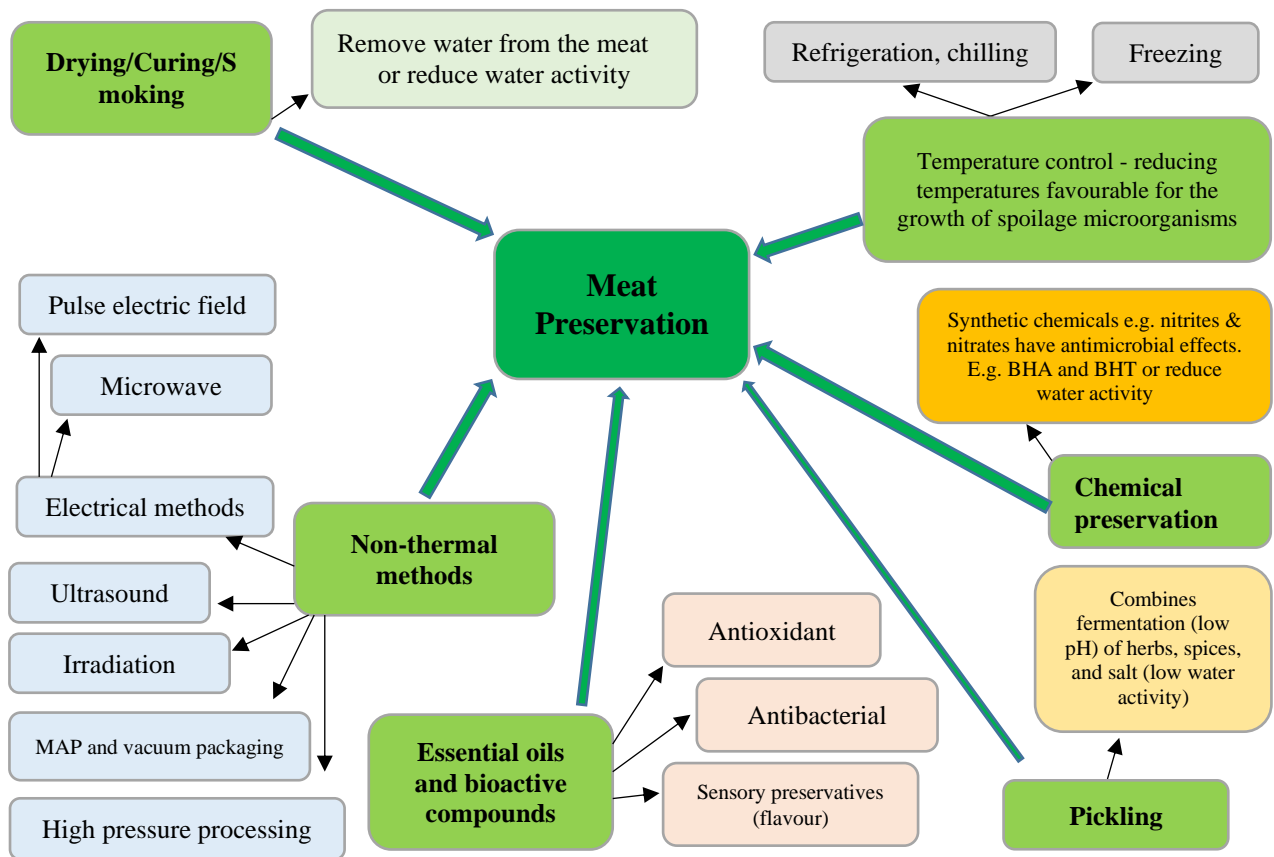 Drying/Curing/S
moking
Remove water from the meat
or reduce water activity
Refrigeration, chilling
Freezing
Temperature control - reducing
temperatures favourable for the
growth of spoilage microorganisms
Meat
Preservation
Pulse electric field
Microwave
Electrical methods
Synthetic chemicals e.g. nitrites &
nitrates have antimicrobial effects.
E.g. BHA and BHT or reduce
water activity
Chemical
preservation
Non-thermal
methods
Ultrasound
Irradiation
MAP and vacuum packaging
High pressure processing
Essential oils
and bioactive
compounds
Antioxidant
Antibacterial
Sensory preservatives
(flavour)
Combines
fermentation (low
pH) of herbs, spices,
and salt (low water
activity)
Pickling